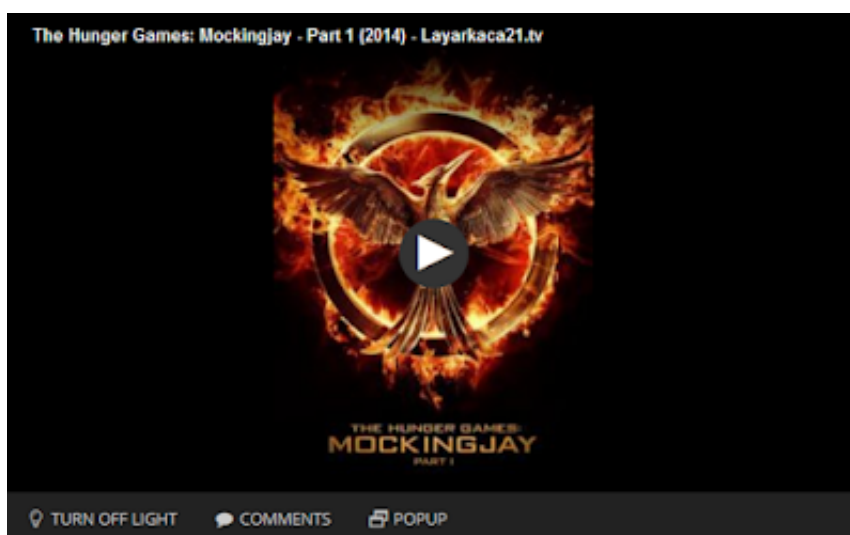 The Hunger Games: Mockingjay - Part 1 (2014) - Layarkaca21.tv
THE HUNGER GAMES:
MOCKINGJAY
PART 1
TURN OFF LIGHT COMMENTS POPUP